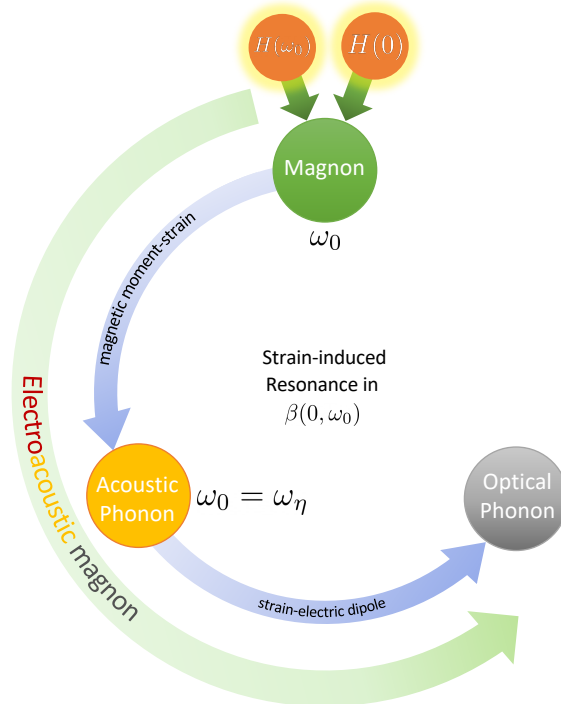 H(ω₀)
H(0)
Magnon
ω₀
magnetic moment-strain
Strain-induced
Resonance in
β(0, ω₀)
Electroacoustic magnon
Acoustic
Phonon
ω₀ = ω_η
Optical
Phonon
strain-electric dipole